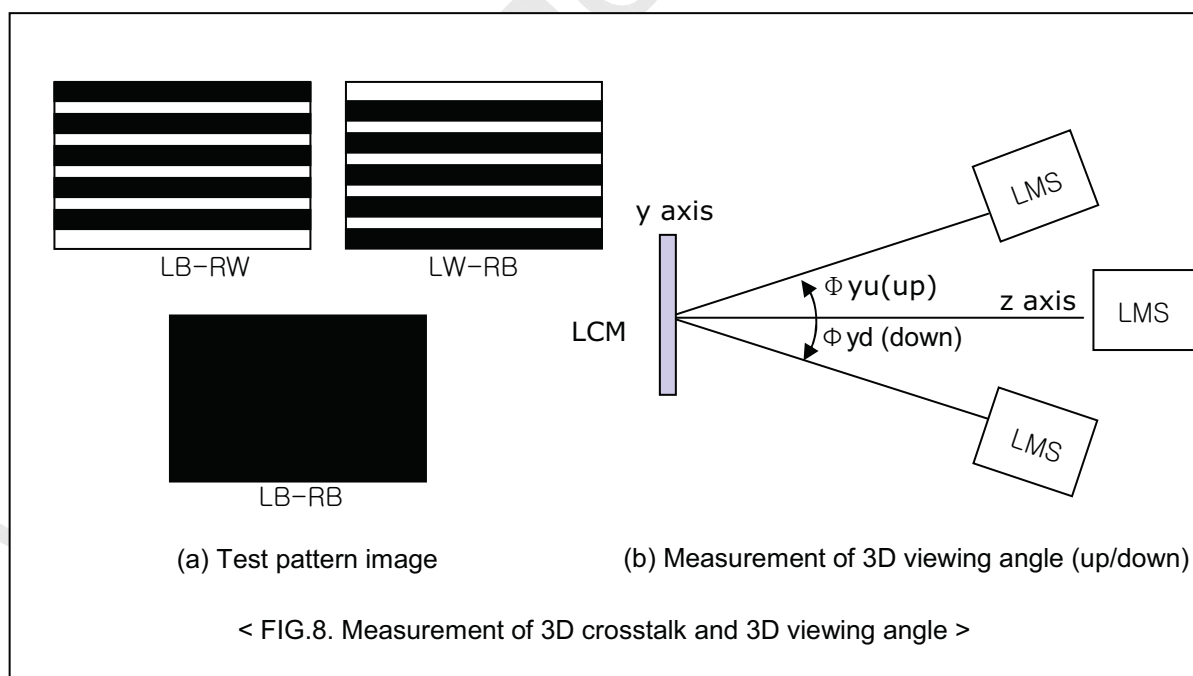 LB-RW
LW-RB
LB-RB
(a) Test pattern image
y axis
LCM
Φ yu(up)
z axis
Φ yd (down)
LMS
LMS
LMS
(b) Measurement of 3D viewing angle (up/down)
< FIG.8. Measurement of 3D crosstalk and 3D viewing angle >